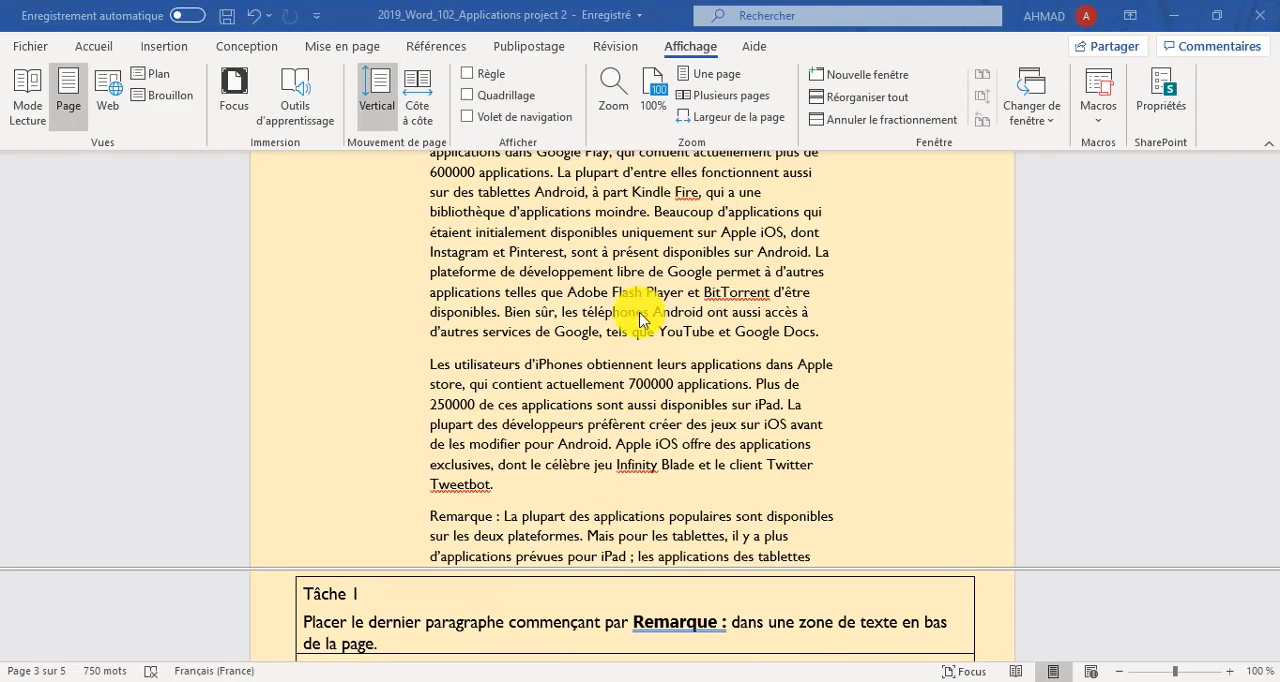 Enregistrement automatique
2019_Word_102_Applications project 2 - Enregistré
Rechercher
AHMAD
A
Fichier
Accueil
Insertion
Conception
Mise en page
Références
Publipostage
Révision
Affichage
Aide
Partager
Commentaires
Mode Lecture
Page
Web
Plan
Brouillon
Vues
Focus
Outils d'apprentissage
Immersion
Vertical
Côte à côte
Mouvement de page
Règle
Quadrillage
Volet de navigation
Afficher
Zoom
100
100%
Une page
Plusieurs pages
Largeur de la page
Zoom
Nouvelle fenêtre
Réorganiser tout
Annuler le fractionnement
Changer de fenêtre
Fenêtre
Macros
Macros
S
Propriétés
SharePoint
applications dans Google Play, qui contient actuellement plus de
600000 applications. La plupart d'entre elles fonctionnent aussi
sur des tablettes Android, à part Kindle Fire, qui a une
bibliothèque d'applications moindre. Beaucoup d'applications qui
étaient initialement disponibles uniquement sur Apple iOS, dont
Instagram et Pinterest, sont à présent disponibles sur Android. La
plateforme de développement libre de Google permet à d'autres
applications telles que Adobe Flash Player et BitTorrent d'être
disponibles. Bien sûr, les téléphones Android ont aussi accès à
d'autres services de Google, tels que YouTube et Google Docs.
Les utilisateurs d'iPhones obtiennent leurs applications dans Apple
store, qui contient actuellement 700000 applications. Plus de
250000 de ces applications sont aussi disponibles sur iPad. La
plupart des développeurs préfèrent créer des jeux sur iOS avant
de les modifier pour Android. Apple iOS offre des applications
exclusives, dont le célèbre jeu Infinity Blade et le client Twitter
Tweetbot.
Remarque : La plupart des applications populaires sont disponibles
sur les deux plateformes. Mais pour les tablettes, il y a plus
d'applications prévues pour iPad ; les applications des tablettes
Tâche 1
Placer le dernier paragraphe commençant par Remarque : dans une zone de texte en bas
de la page.
Page 3 sur 5
750 mots
Français (France)
Focus
100 %